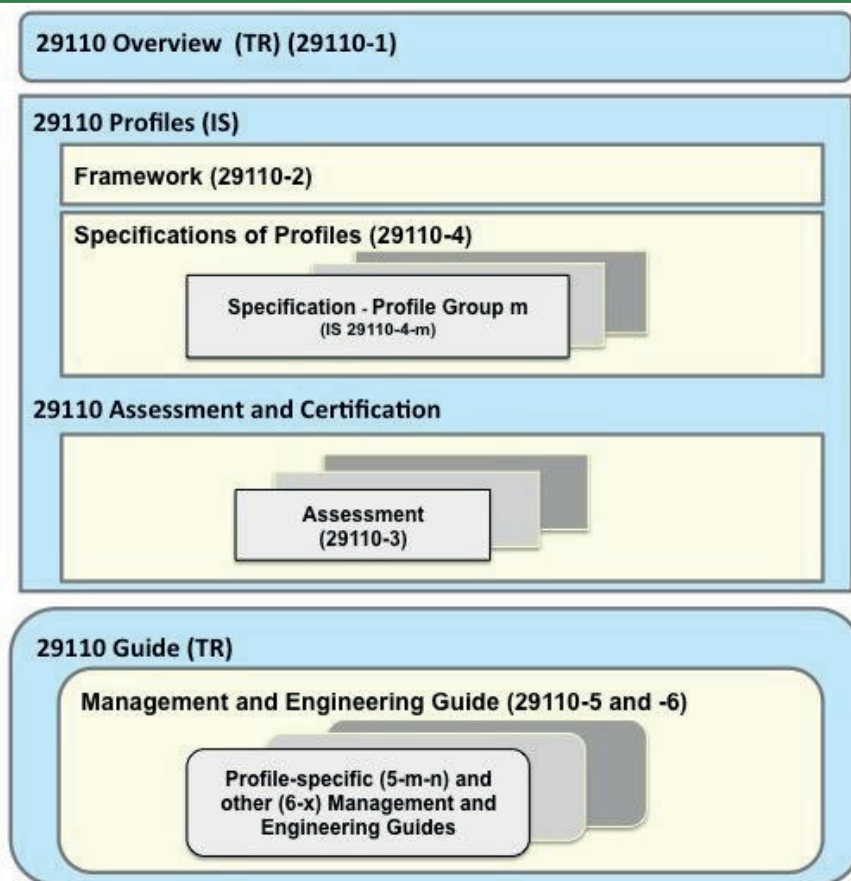 29110 Overview (TR) (29110-1)
29110 Profiles (IS)
Framework (29110-2)
Specifications of Profiles (29110-4)
Specification - Profile Group m
(IS 29110-4-m)
29110 Assessment and Certification
Assessment
(29110-3)
29110 Guide (TR)
Management and Engineering Guide (29110-5 and -6)
Profile-specific (5-m-n) and
other (6-x) Management and
Engineering Guides